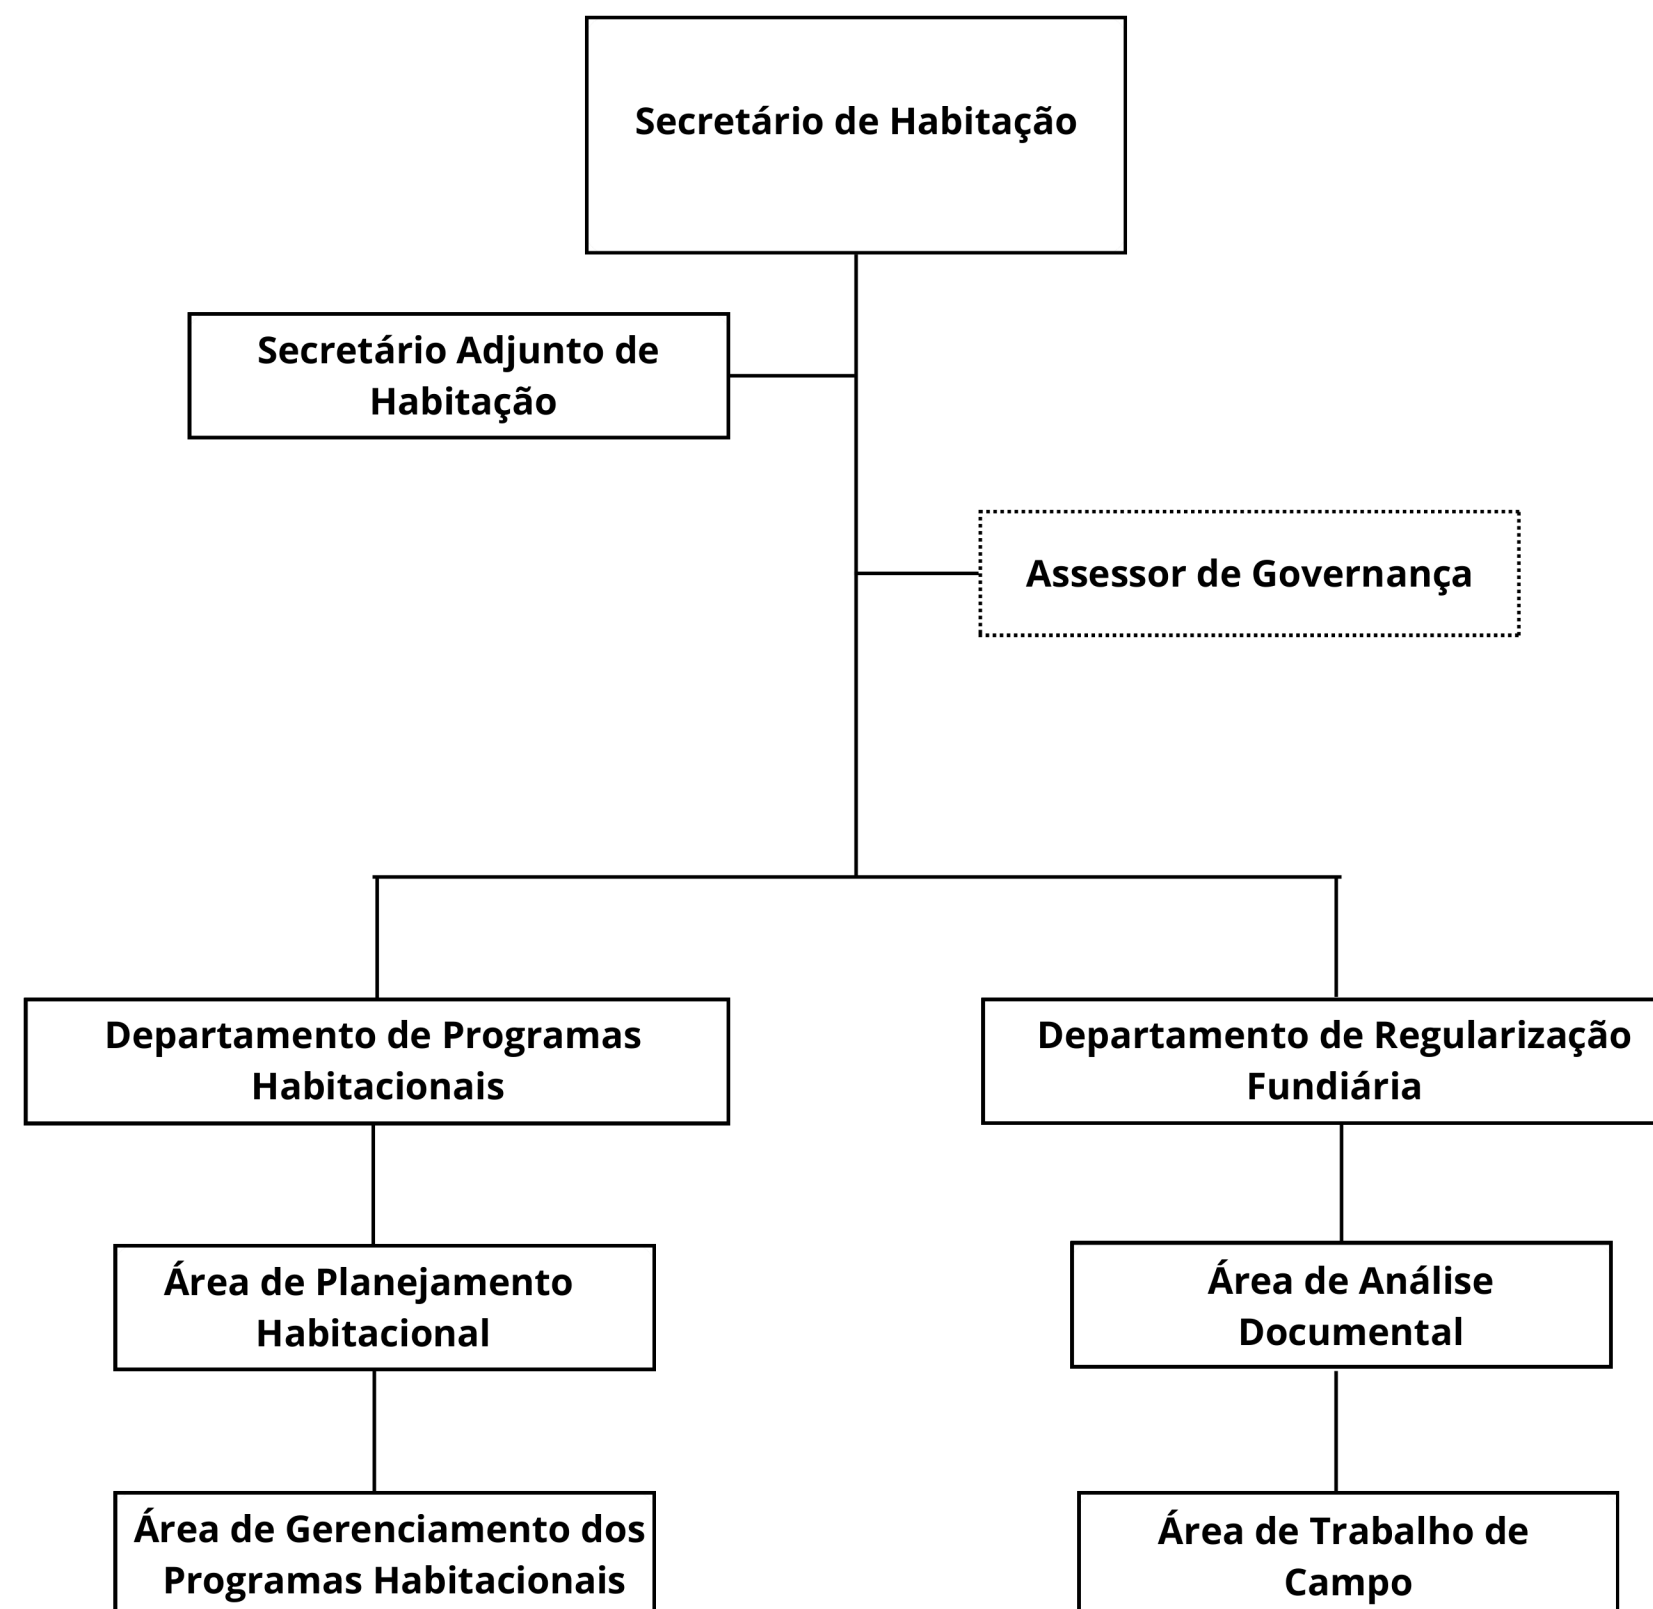 Secretário de Habitação
Secretário Adjunto de
Habitação
Assessor de Governança
Departamento de Programas
Habitacionais
Departamento de Regularização
Fundiária
Área de Planejamento
Habitacional
Área de Análise
Documental
Área de Gerenciamento dos
Programas Habitacionais
Área de Trabalho de
Campo